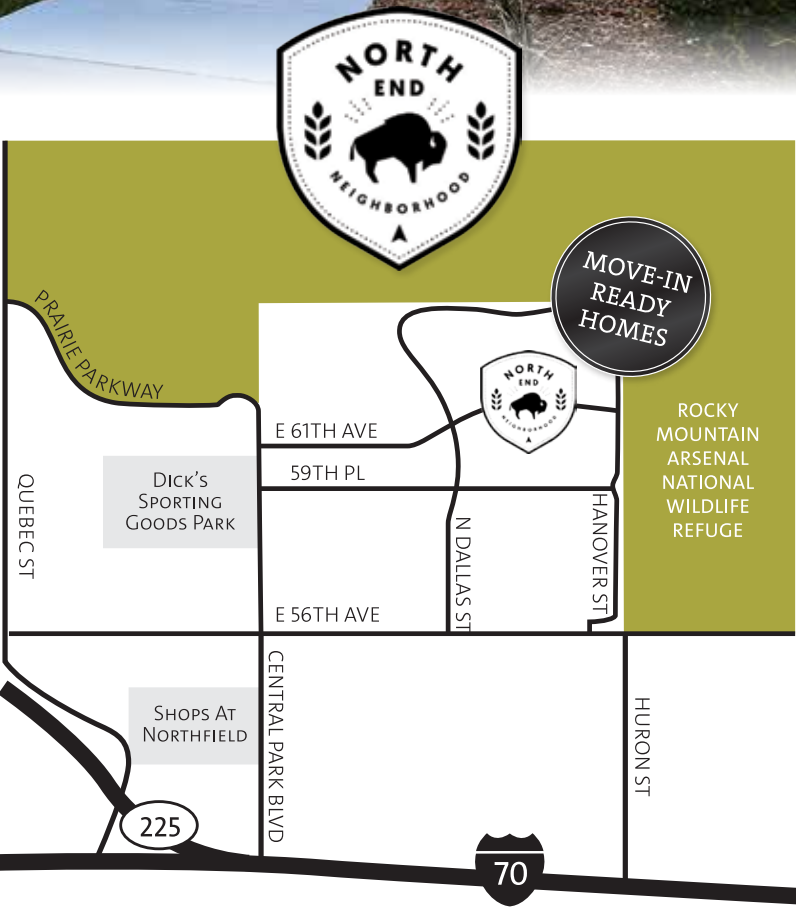 NORTH
END
NEIGHBORHOOD
MOVE-IN
READY
HOMES
PRAIRIE PARKWAY
NORTH
END
NEIGHBORHOOD
E 61TH AVE
ROCKY
MOUNTAIN
ARSENAL
NATIONAL
WILDLIFE
REFUGE
59TH PL
DICK'S
SPORTING
GOODS PARK
QUEBEC ST
N DALLAS ST
HANOVER ST
E 56TH AVE
CENTRAL PARK BLVD
SHOPS AT
NORTHFIELD
HURON ST
225
70